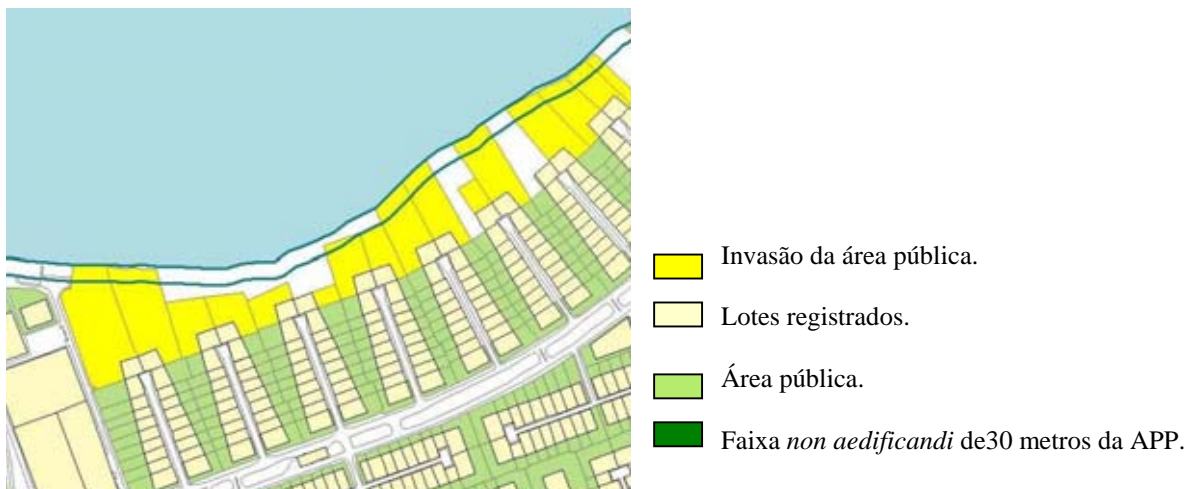 Invasão da área pública.
Lotes registrados.
Área pública.
Faixa non aedificandi de30 metros da APP.